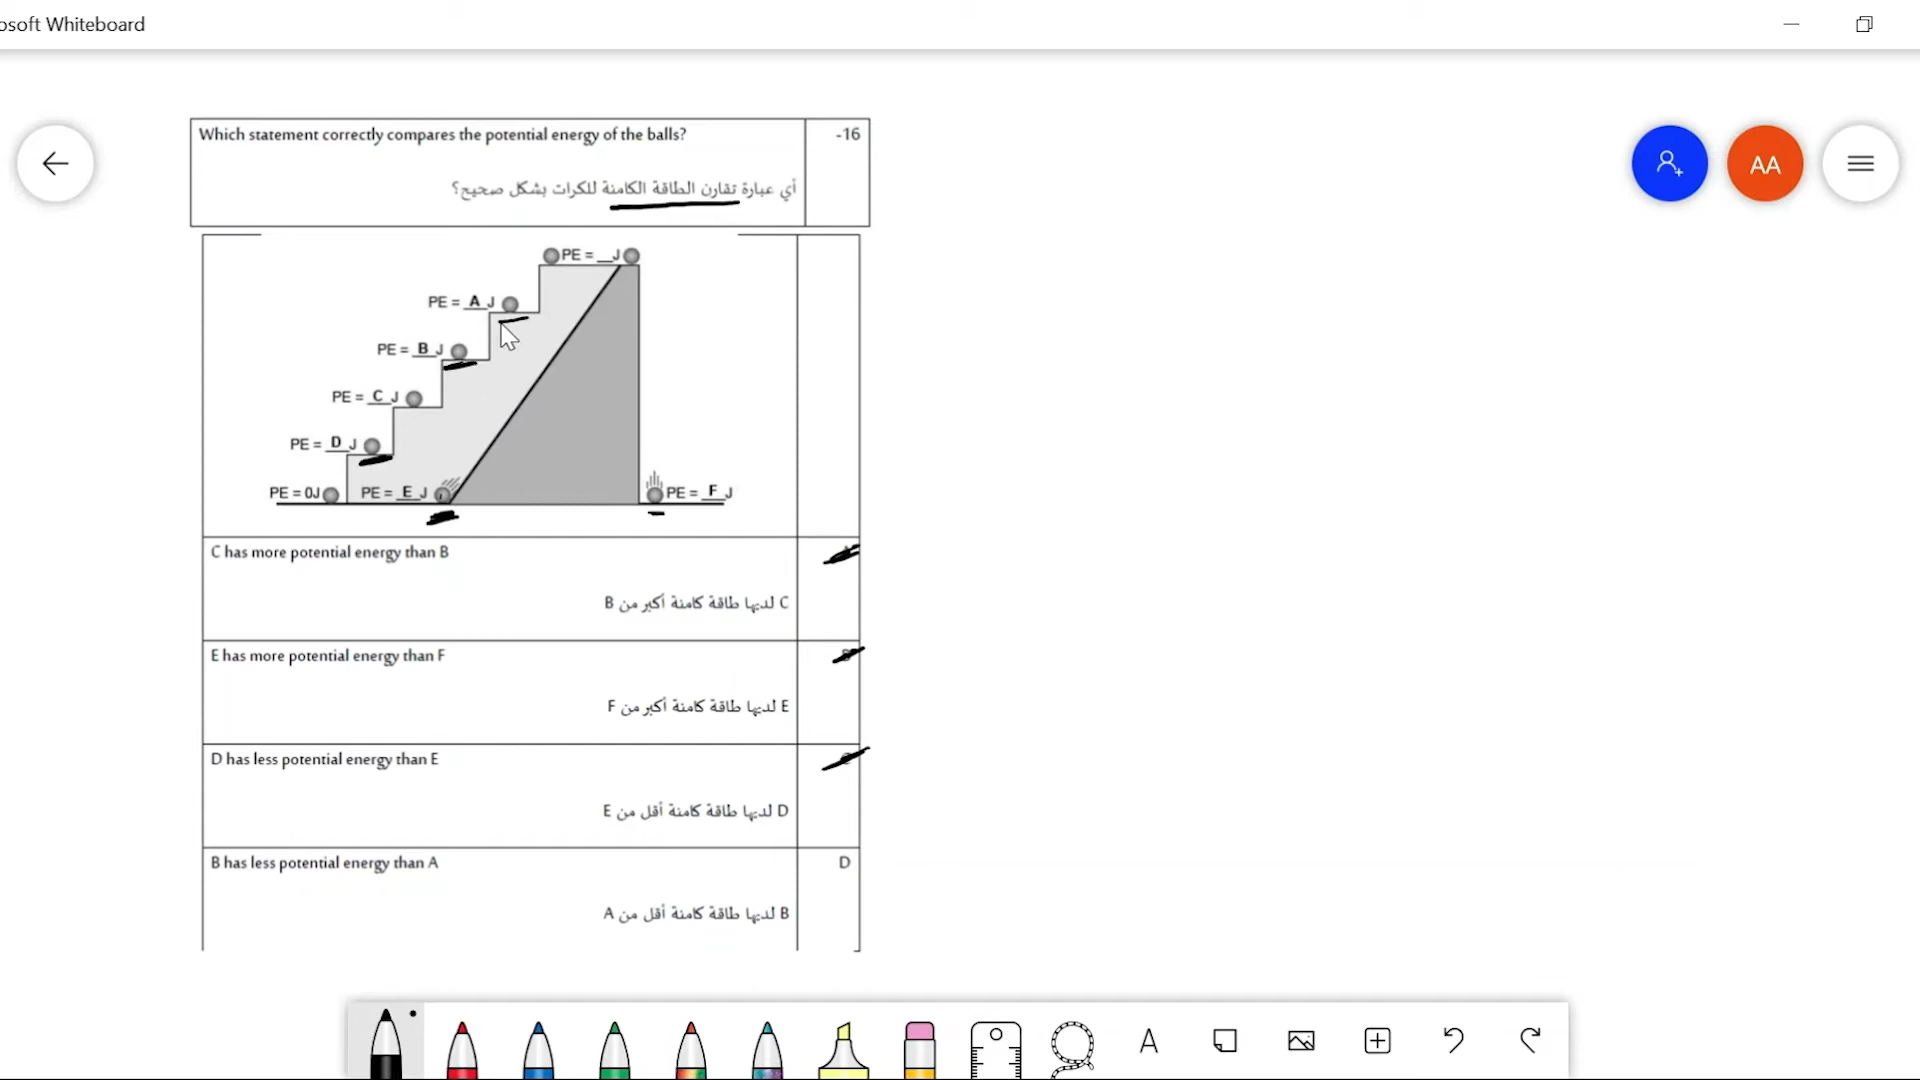 osoft Whiteboard
AA
Which statement correctly compares the potential energy of the balls?
-16
أي عبارة تقارن الطاقة الكامنة للكرات بشكل صحيح؟
PE = __J
PE = A J
PE = B J
PE = C J
PE = D J
PE = 0J
PE = E J
PE = F J
C has more potential energy than B
C لديها طاقة كامنة أكبر من B
E has more potential energy than F
E لديها طاقة كامنة أكبر من F
D has less potential energy than E
D لديها طاقة كامنة أقل من E
B has less potential energy than A
D
B لديها طاقة كامنة أقل من A
A